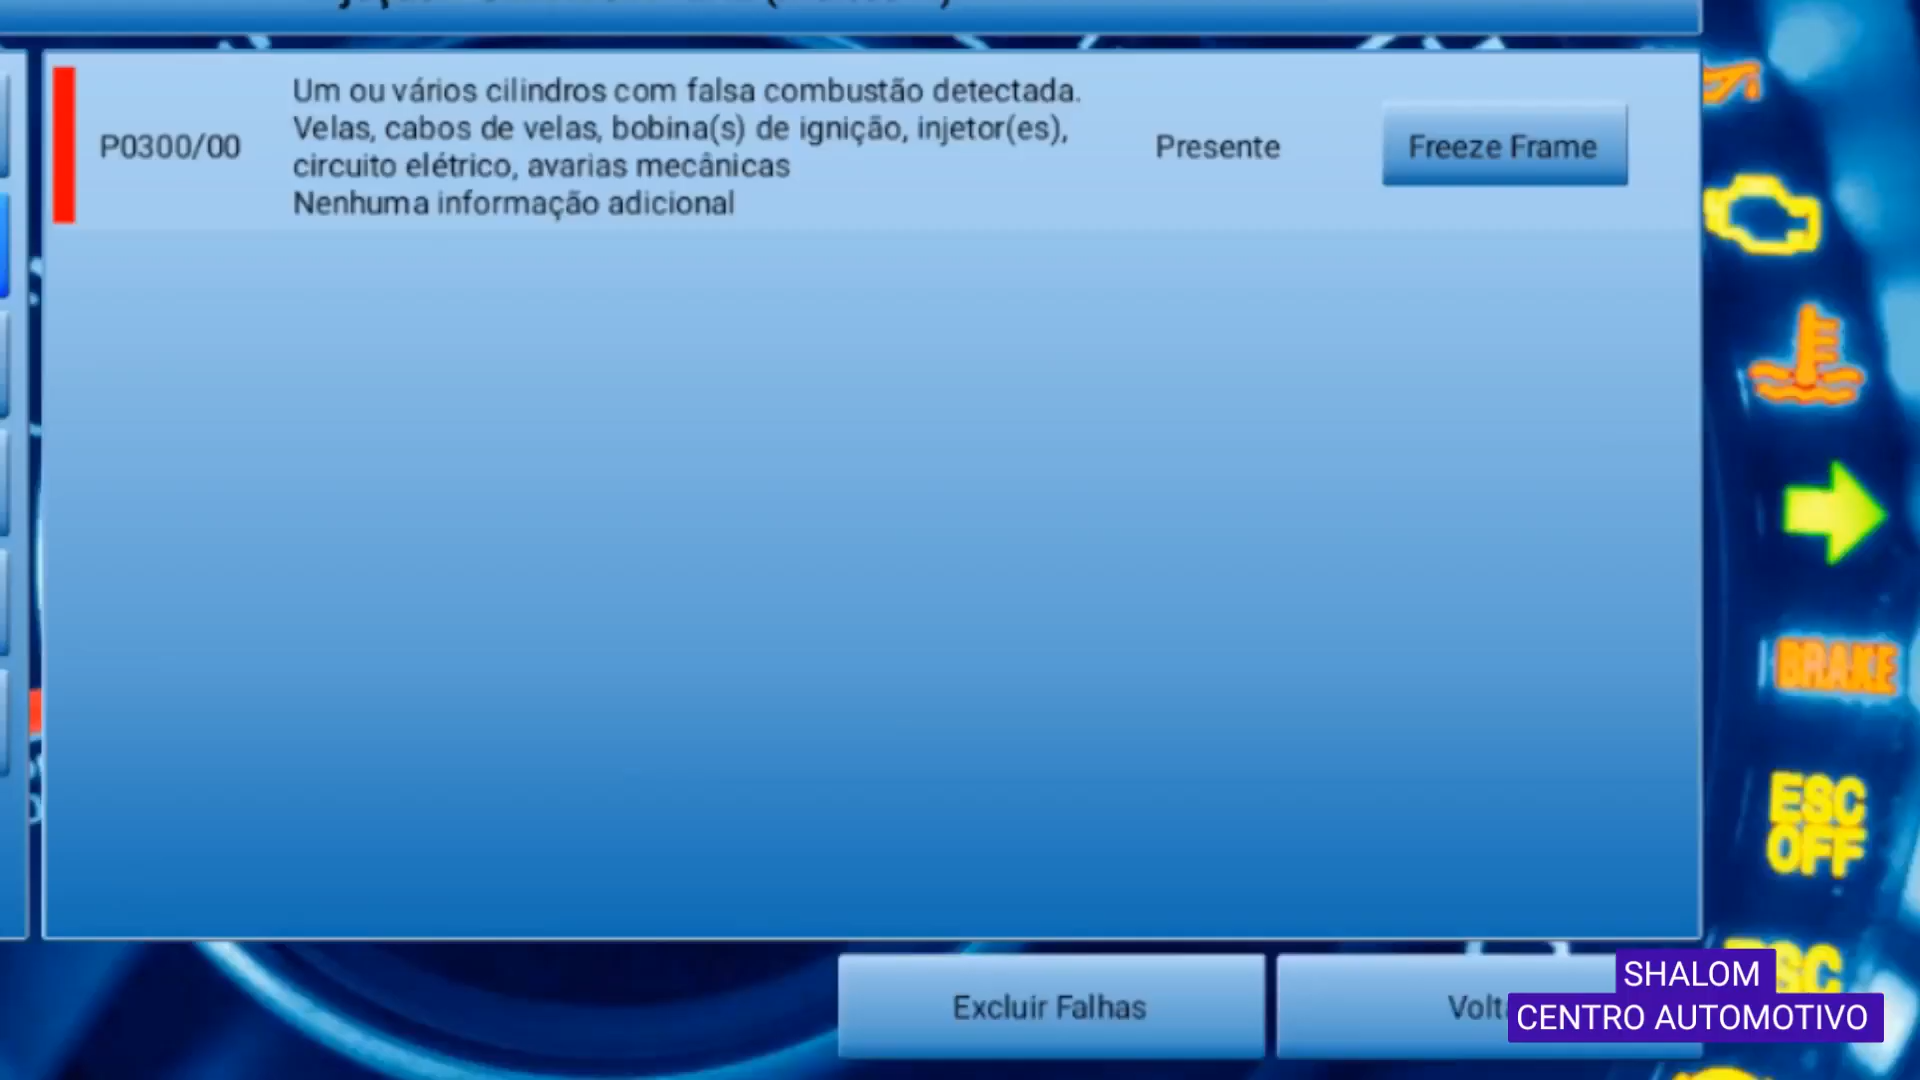 P0300/00
Um ou vários cilindros com falsa combustão detectada.
Velas, cabos de velas, bobina(s) de ignição, injetor(es),
circuito elétrico, avarias mecânicas
Nenhuma informação adicional
Presente
Freeze Frame
BRAKE
ESC
OFF
Excluir Falhas
SHALOM
CENTRO AUTOMOTIVO